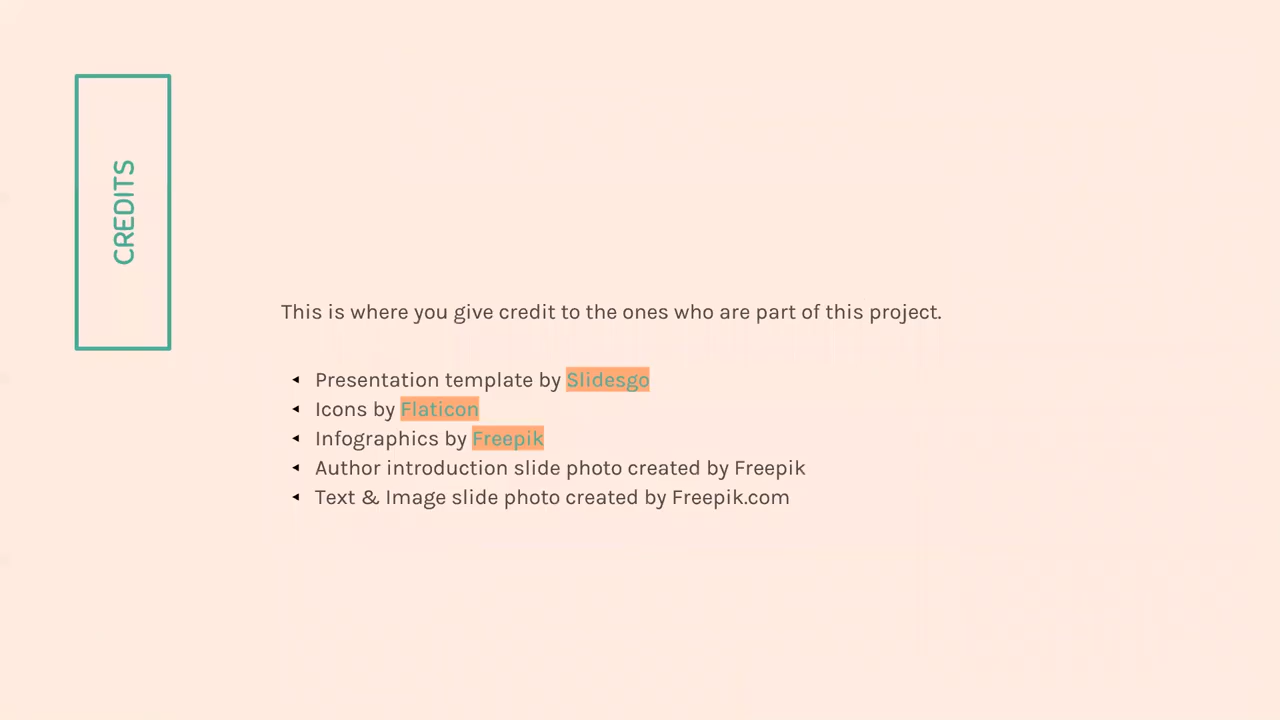 CREDITS
This is where you give credit to the ones who are part of this project.
Presentation template by Slidesgo
Icons by Flaticon
Infographics by Freepik
Author introduction slide photo created by Freepik
Text & Image slide photo created by Freepik.com